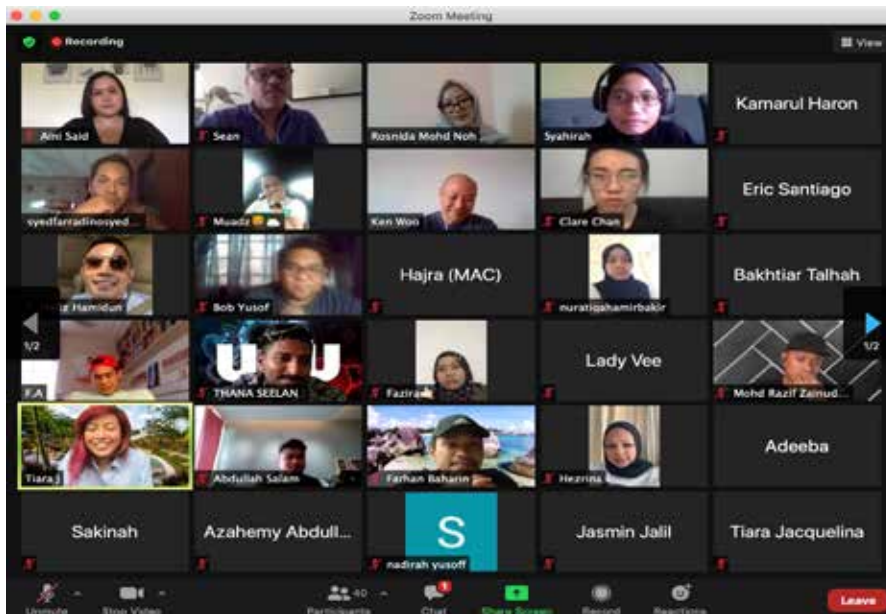 Zoom Meeting
Recording
View
Aini Said
Sean
Rosnida Mohd Noh
Syahirah
Kamarul Haron
syedfarradinosyed...
Muadz
Ken Woo
Clare Chan
Eric Santiago
Hamidun
Bob Yusof
Hajra (MAC)
nuratiqahamirbakir
Bakhtiar Talhah
1/2
1/2
F.A
THANA SEELAN
Fazira
Lady Vee
Mohd Razif Zainud...
Tiara J
Abdullah Salam
Farhan Baharin
Hezrina
Adeeba
Sakinah
Azahemy Abdull...
S
nadirah yusoff
Jasmin Jalil
Tiara Jacquelina
40
1
Unmute
Stop Video
Participants
Chat
Share Screen
Record
Reactions
Leave